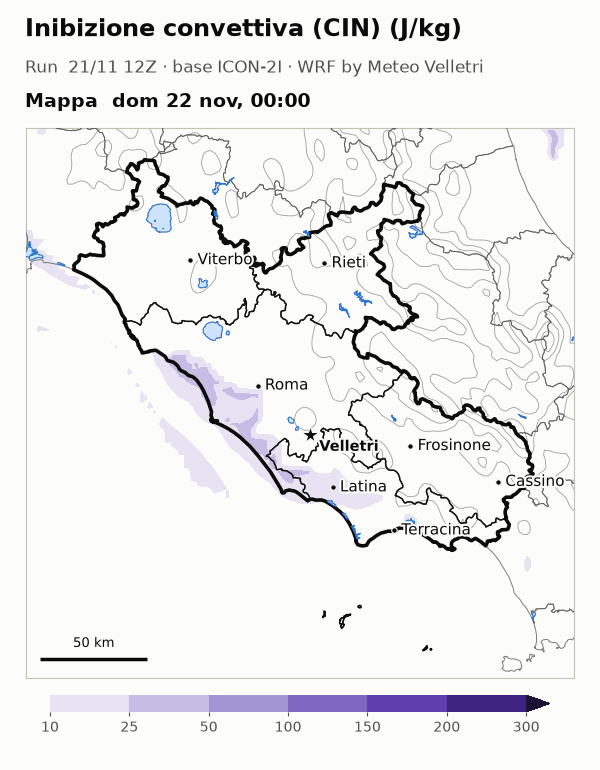 Inibizione convettiva (CIN) (J/kg)
Run  21/11 12Z · base ICON-2I · WRF by Meteo Velletri
Mappa  dom 22 nov, 00:00
Viterbo
Rieti
Roma
Velletri
Frosinone
Cassino
Latina
Terracina
50 km
10 25 50 100 150 200 300